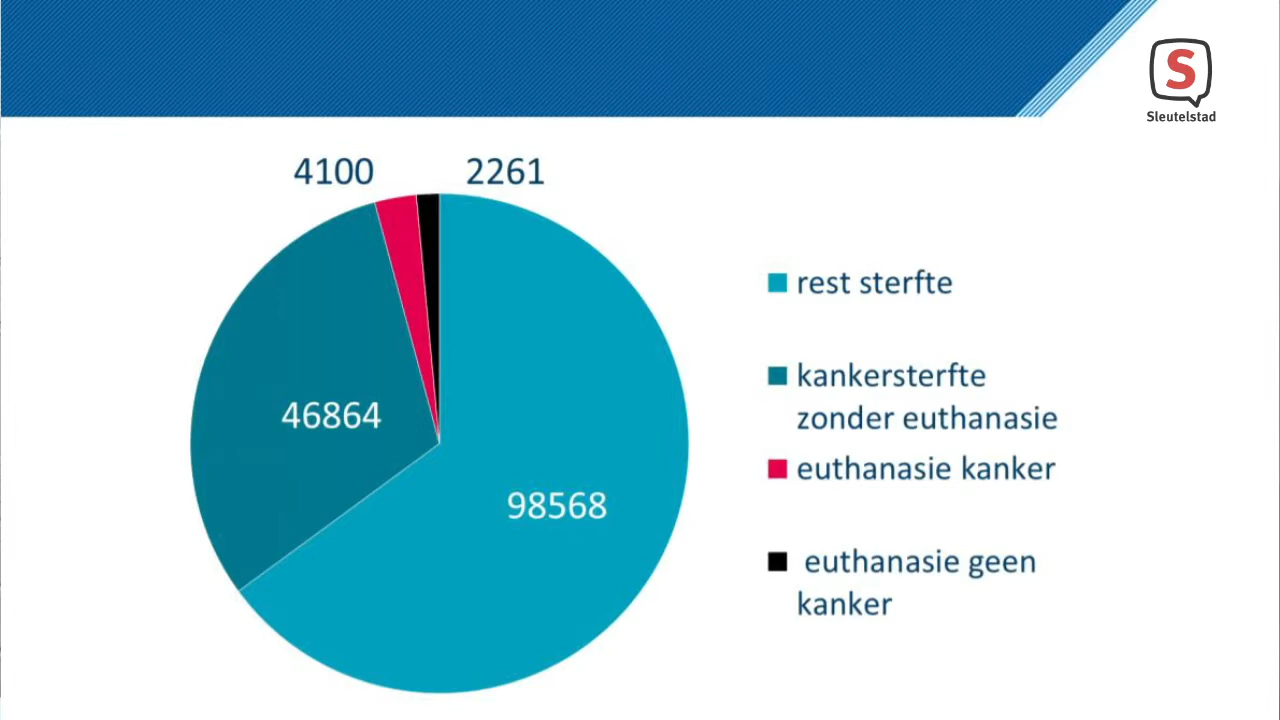 S
Sleutelstad
4100
2261
46864
98568
rest sterfte
kankersterfte
zonder euthanasie
euthanasie kanker
euthanasie geen
kanker